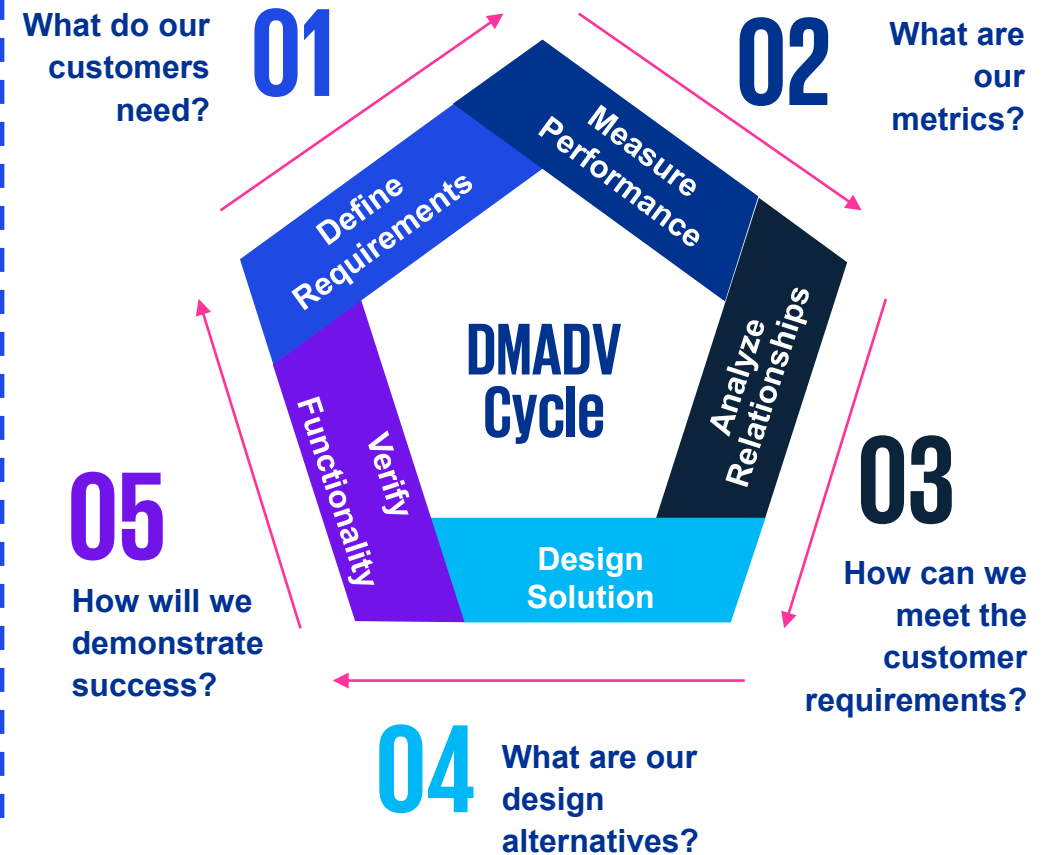 What do our
customers
need?
01
02
What are
our
metrics?
Define
Requirements
Measure
Performance
Analyze
Relationships
DMADV
Cycle
03
How can we
meet the
customer
requirements?
Design
Solution
04
What are our
design
alternatives?
Verify
Functionality
05
How will we
demonstrate
success?